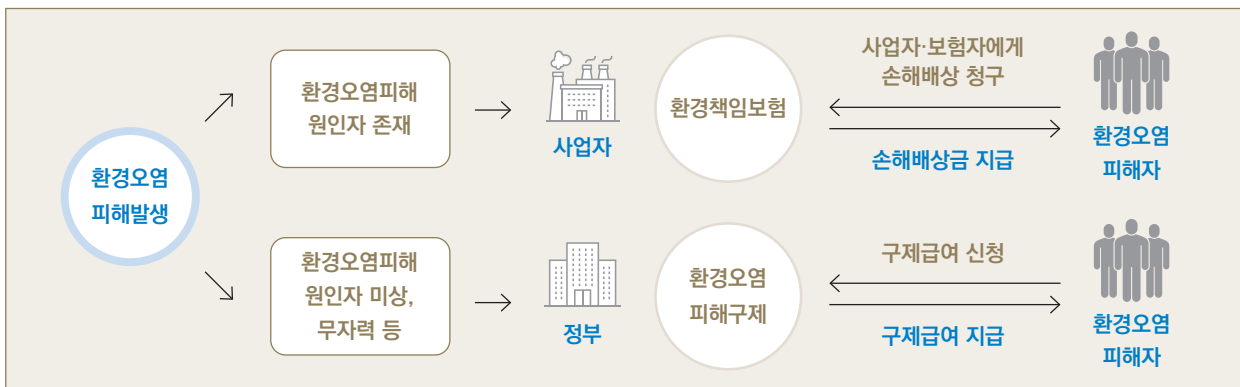 환경오염
피해발생
환경오염피해
원인자 존재
사업자
환경책임보험
사업자·보험자에게
손해배상 청구
손해배상금 지급
환경오염
피해자
환경오염피해
원인자 미상,
무자력 등
정부
환경오염
피해구제
구제급여 신청
구제급여 지급
환경오염
피해자